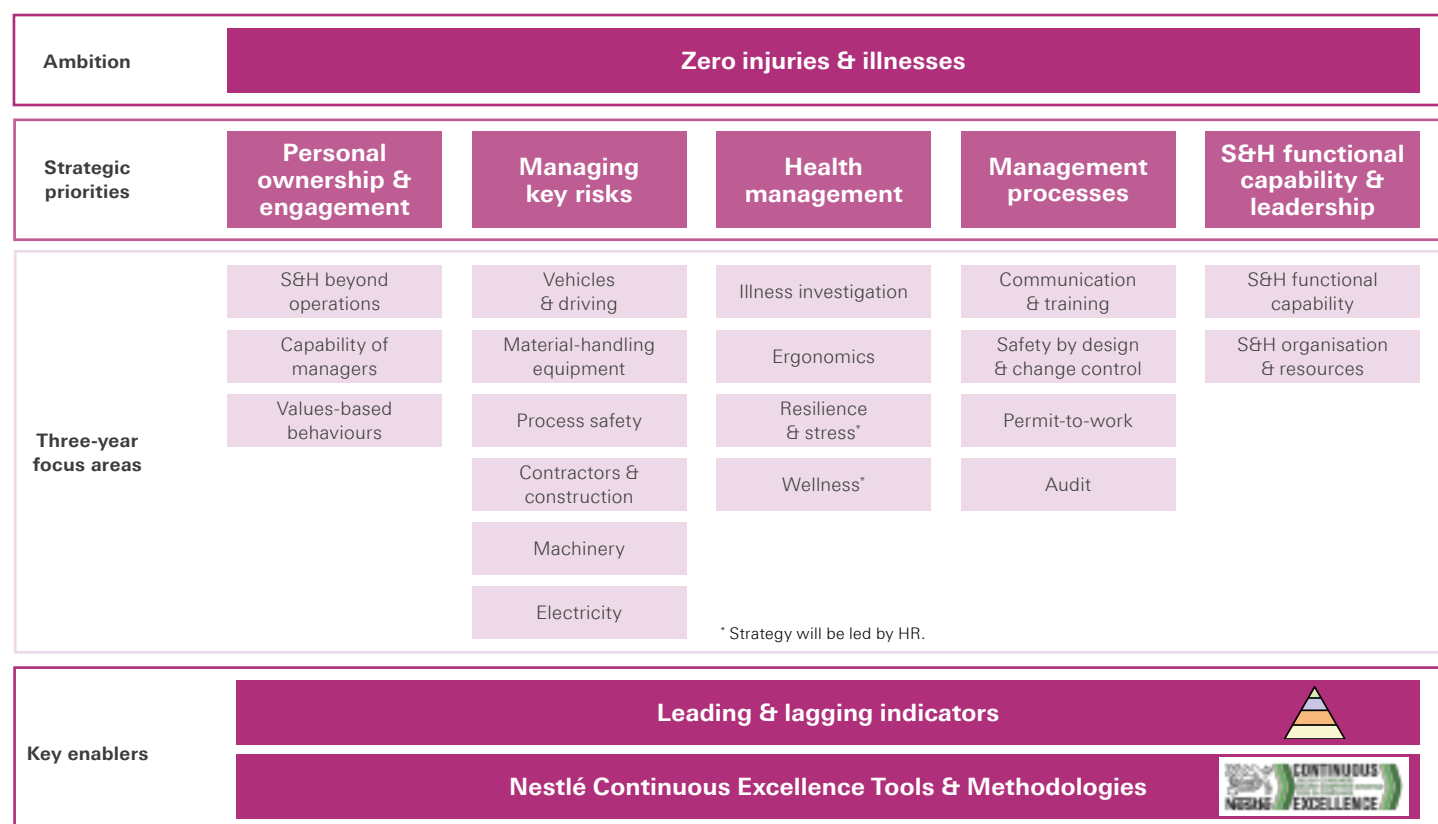 Ambition
Zero injuries & illnesses
Strategic
priorities
Personal
ownership &
engagement
Managing
key risks
Health
management
Management
processes
S&H functional
capability &
leadership
Three-year
focus areas
S&H beyond
operations
Capability of
managers
Values-based
behaviours
Vehicles
& driving
Material-handling
equipment
Process safety
Contractors &
construction
Machinery
Electricity
Illness investigation
Ergonomics
Resilience
& stress*
Wellness*
* Strategy will be led by HR.
Communication
& training
Safety by design
& change control
Permit-to-work
Audit
S&H functional
capability
S&H organisation
& resources
Key enablers
Leading & lagging indicators
Nestlé Continuous Excellence Tools & Methodologies
CONTINUOUS
EXCELLENCE